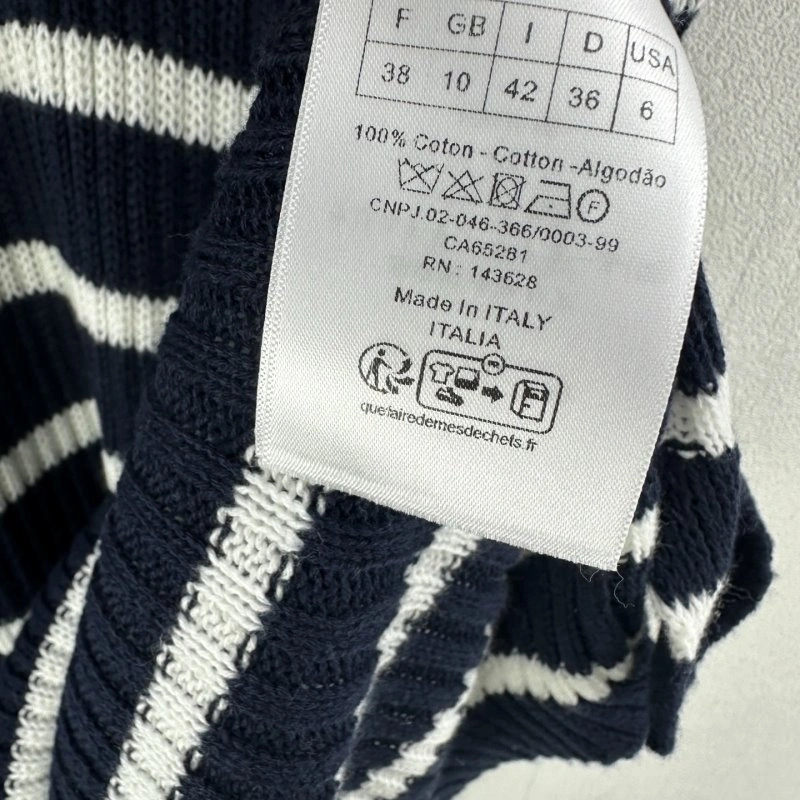 F GB I D USA
38 10 42 36 6
100% Coton - Cotton -Algodão
F
CNPJ.02-046-366/0003-99
CA65281
RN : 143628
Made In ITALY
ITALIA
quefairedemesdechets.fr